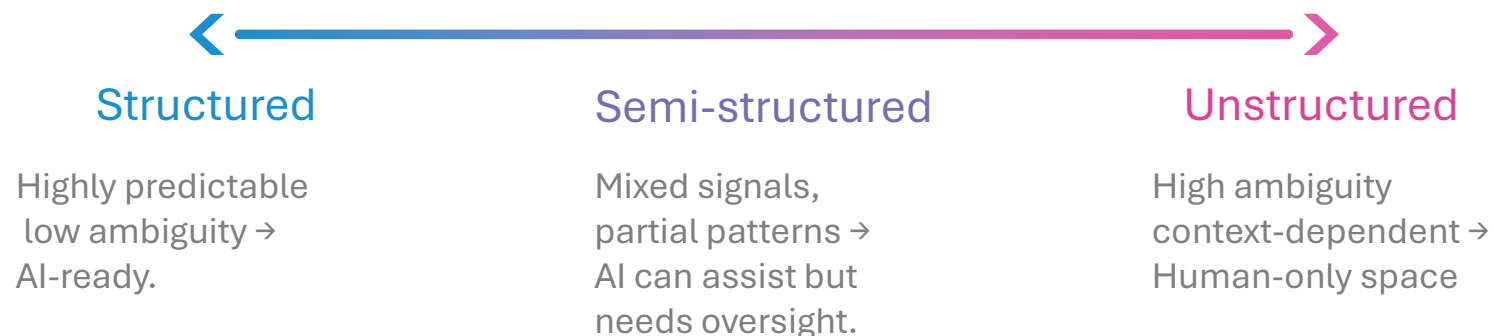 Structured
Highly predictable
low ambiguity →
AI-ready.
Semi-structured
Mixed signals,
partial patterns →
AI can assist but
needs oversight.
Unstructured
High ambiguity
context-dependent →
Human-only space